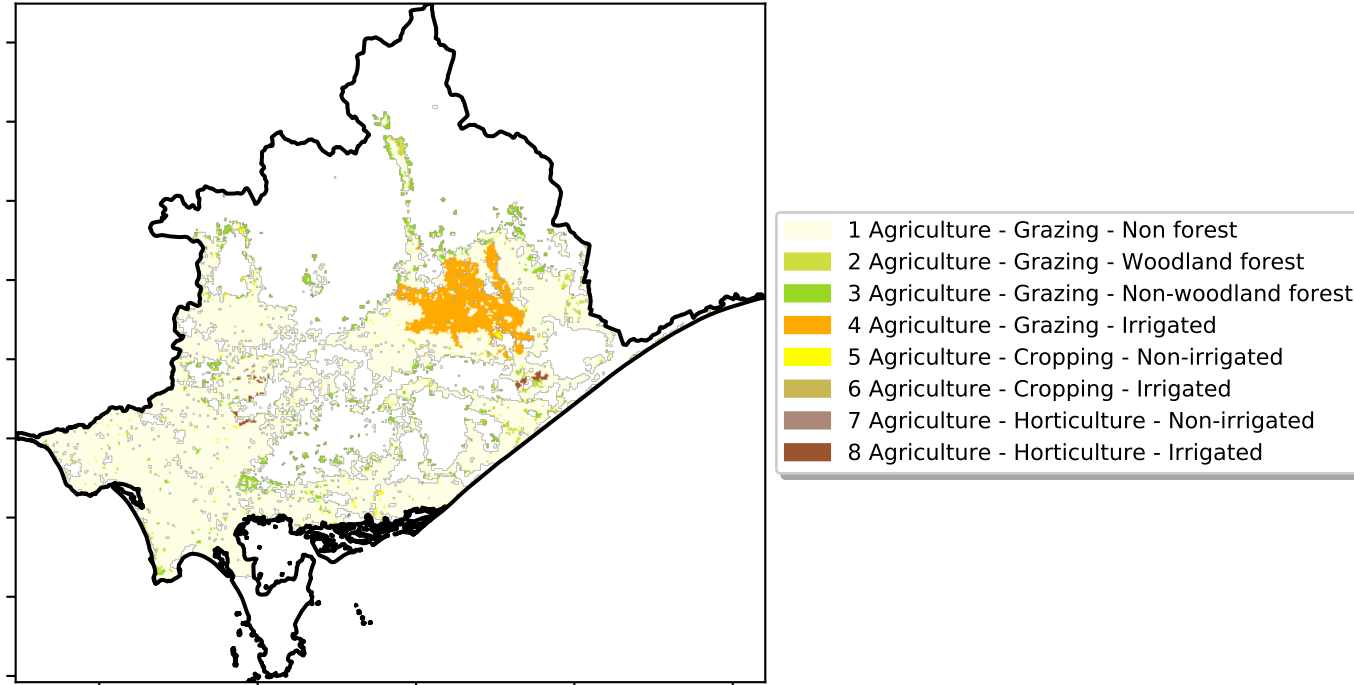 1 Agriculture - Grazing - Non forest
2 Agriculture - Grazing - Woodland forest
3 Agriculture - Grazing - Non-woodland forest
4 Agriculture - Grazing - Irrigated
5 Agriculture - Cropping - Non-irrigated
6 Agriculture - Cropping - Irrigated
7 Agriculture - Horticulture - Non-irrigated
8 Agriculture - Horticulture - Irrigated